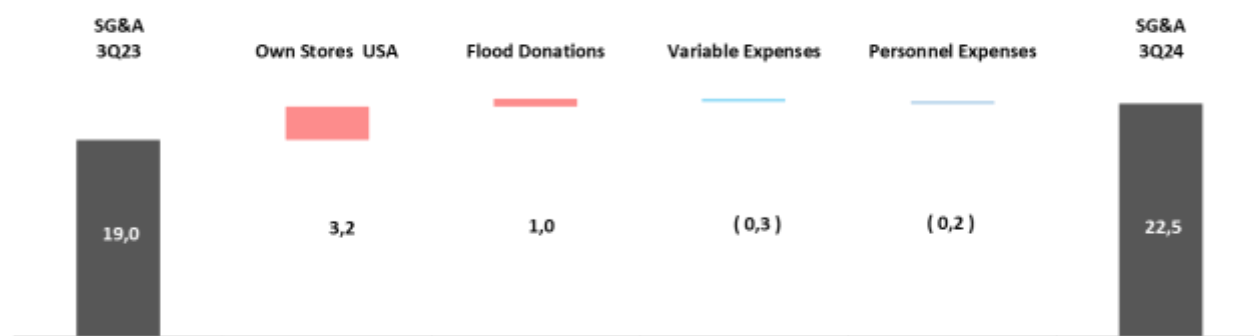 SG&A
3Q23
Own Stores USA
Flood Donations
Variable Expenses
Personnel Expenses
SG&A
3Q24
19,0
3,2
1,0
( 0,3 )
( 0,2 )
22,5